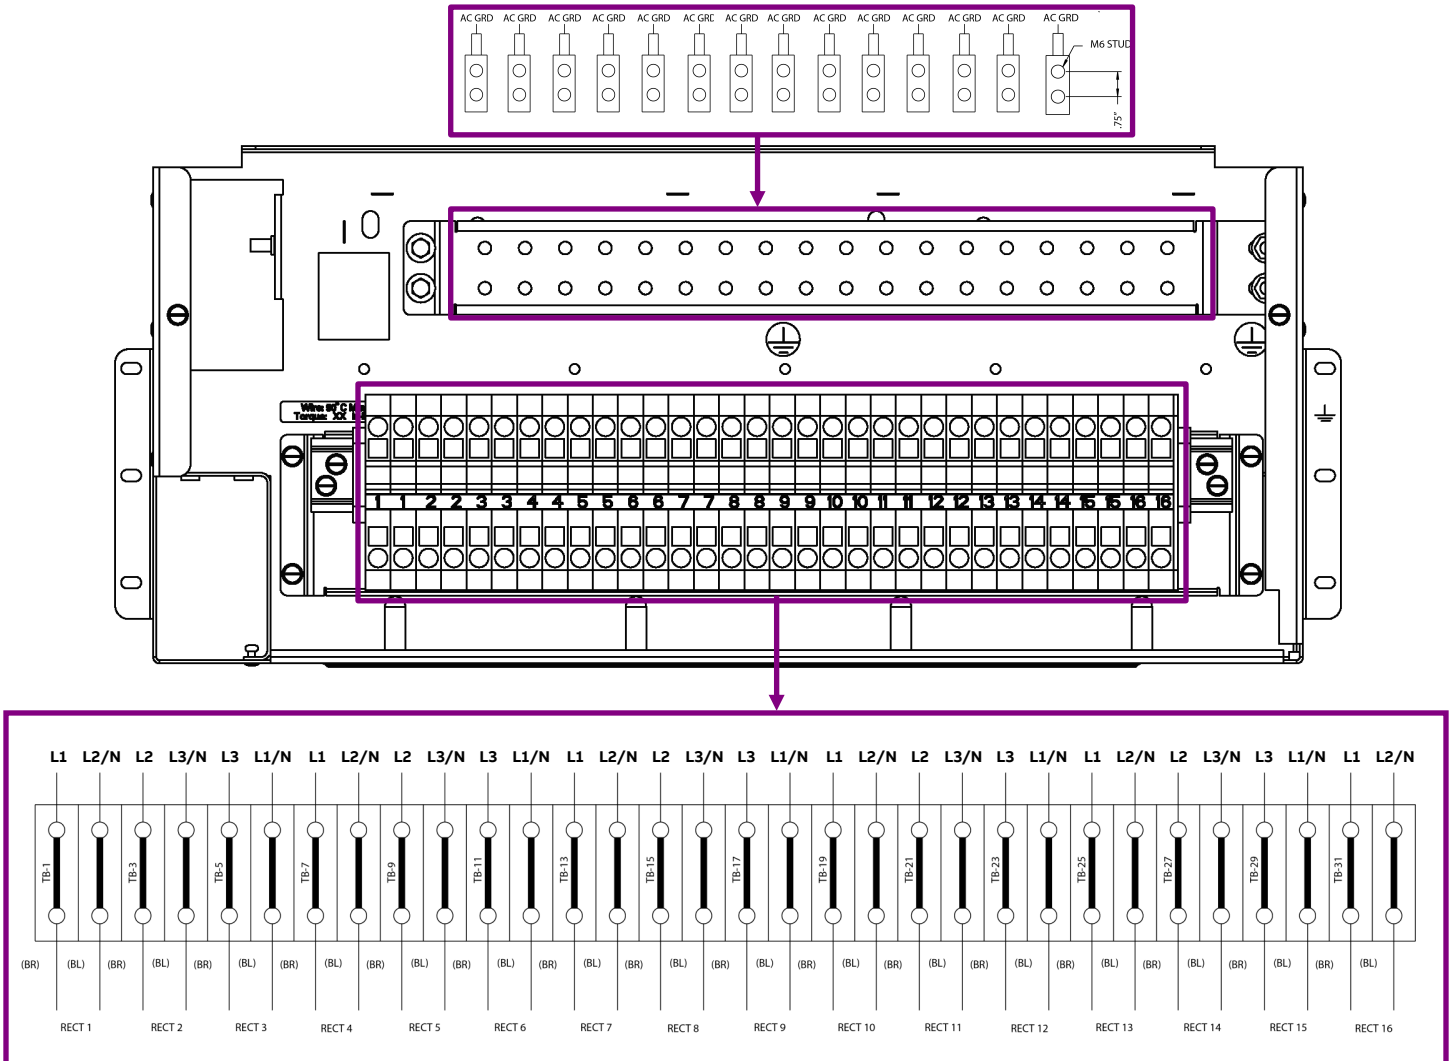 AC GRD AC GRD AC GRD AC GRD AC GRD AC GRD AC GRD AC GRD AC GRD AC GRD AC GRD AC GRD AC GRD AC GRD
M6 STUD
.75"
Wire: 90°C
Torque: XX
1 1 2 2 3 3 4 4 5 5 6 6 7 7 8 8 9 9 10 10 11 11 12 12 13 13 14 14 15 15 16 16
L1 L2/N L2 L3/N L3 L1/N L1 L2/N L2 L3/N L3 L1/N L1 L2/N L2 L3/N L3 L1/N L1 L2/N L2 L3/N L3 L1/N L1 L2/N L2 L3/N L3 L1/N L1 L2/N
TB-1 TB-3 TB-5 TB-7 TB-9 TB-11 TB-13 TB-15 TB-17 TB-19 TB-21 TB-23 TB-25 TB-27 TB-29 TB-31
(BR) (BL) (BR) (BL) (BR) (BL) (BR) (BL) (BR) (BL) (BR) (BL) (BR) (BL) (BR) (BL) (BR) (BL) (BR) (BL) (BR) (BL) (BR) (BL) (BR) (BL) (BR) (BL) (BR) (BL) (BR) (BL)
RECT 1 RECT 2 RECT 3 RECT 4 RECT 5 RECT 6 RECT 7 RECT 8 RECT 9 RECT 10 RECT 11 RECT 12 RECT 13 RECT 14 RECT 15 RECT 16